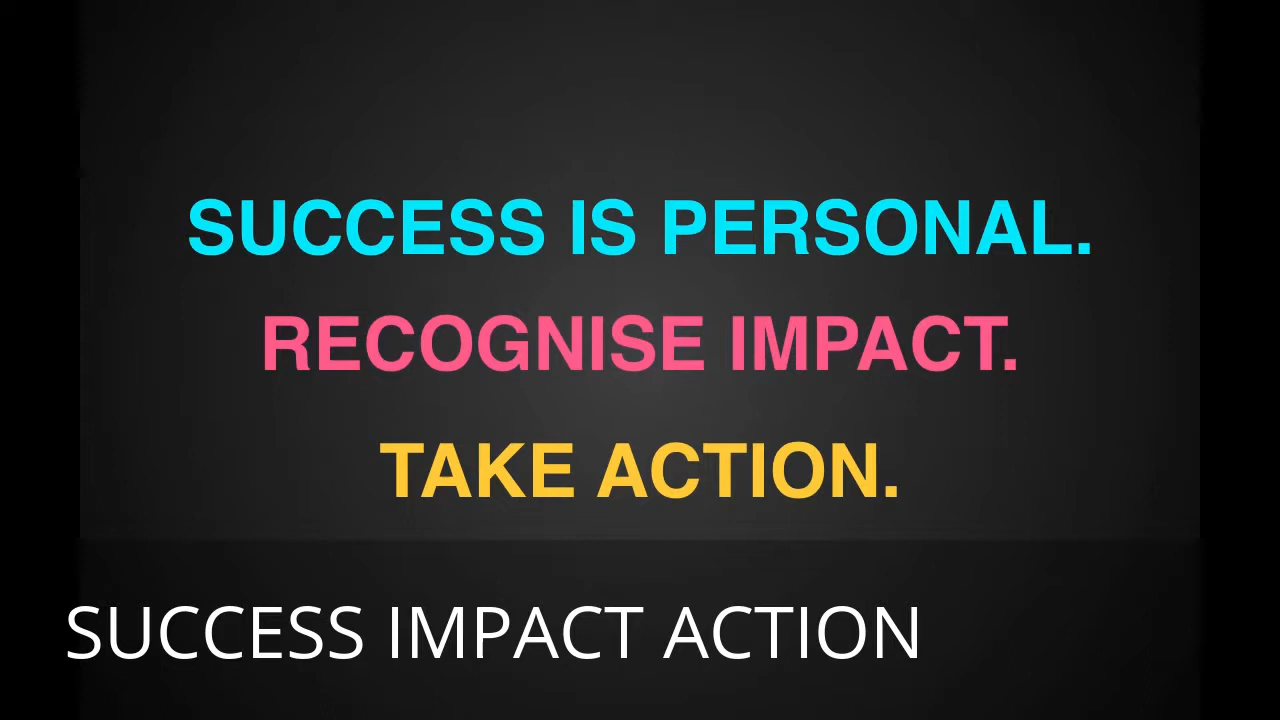 SUCCESS IS PERSONAL.
RECOGNISE IMPACT.
TAKE ACTION.
SUCCESS IMPACT ACTION